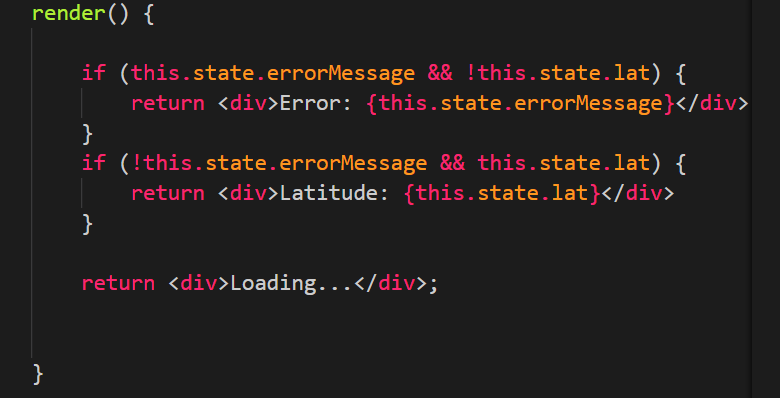 render() {
if (this.state.errorMessage && !this.state.lat) {
return <div>Error: {this.state.errorMessage}</div>
}
if (!this.state.errorMessage && this.state.lat) {
return <div>Latitude: {this.state.lat}</div>
}
return <div>Loading...</div>;
}